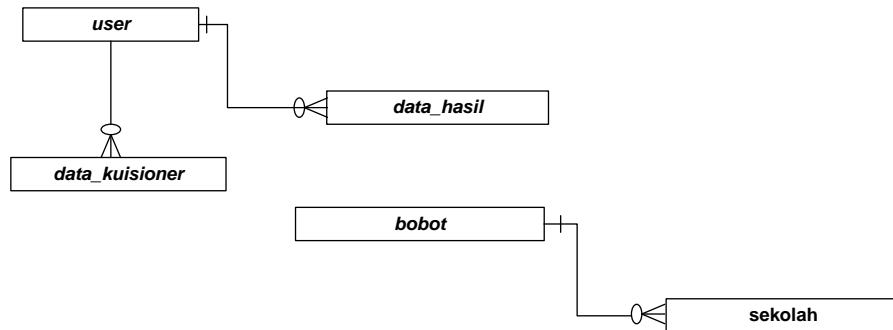 user
data_hasil
data_kuisioner
bobot
sekolah